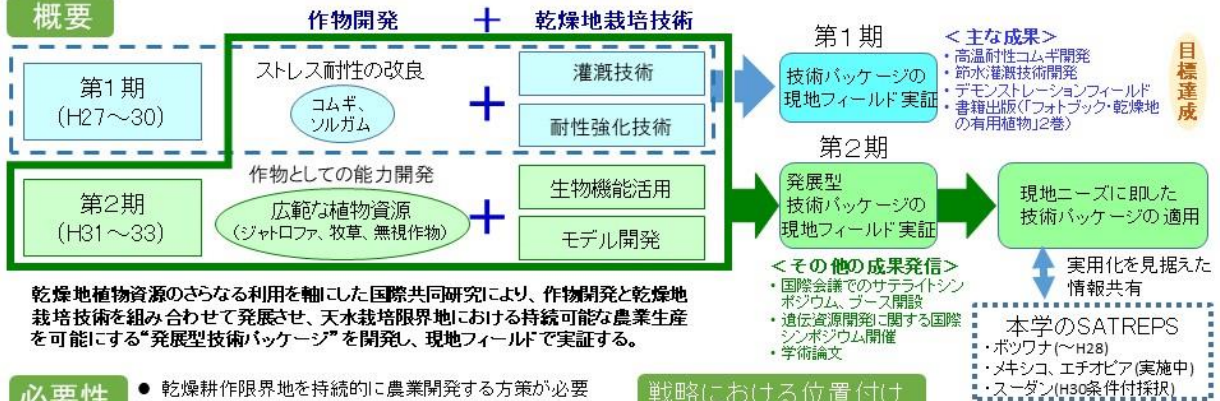 概要
作物開発 + 乾燥地栽培技術
第1期
(H27~30)
ストレス耐性の改良
コムギ、
ソルガム
+
灌漑技術
耐性強化技術
第2期
(H31~33)
作物としての能力開発
広範な植物資源
(ジャトロファ、牧草、無視作物)
+
生物機能活用
モデル開発
第1期
技術パッケージの
現地フィールド実証
<主な成果>
・高温耐性コムギ開発
・節水灌漑技術開発
・デモンストレーションフィールド
・書籍出版(「フォトブック・乾燥地
の有用植物」2巻)
目標達成
第2期
発展型
技術パッケージの
現地フィールド実証
現地ニーズに即した
技術パッケージの適用
<その他の成果発信>
・国際会議でのサテライトシン
ポジウム、ブース開設
・遺伝資源開発に関する国際
シンポジウム開催
・学術論文
実用化を見据えた
情報共有
本学のSATREPS
・ボツワナ(~H28)
・メキシコ、エチオピア(実施中)
・スーダン(H30条件付採択)
乾燥地植物資源のさらなる利用を軸にした国際共同研究により、作物開発と乾燥地
栽培技術を組み合わせて発展させ、天水栽培限界地における持続可能な農業生産
を可能にする“発展型技術パッケージ”を開発し、現地フィールドで実証する。
必要性
● 乾燥耕作限界地を持続的に農業開発する方策が必要
戦略における位置付け